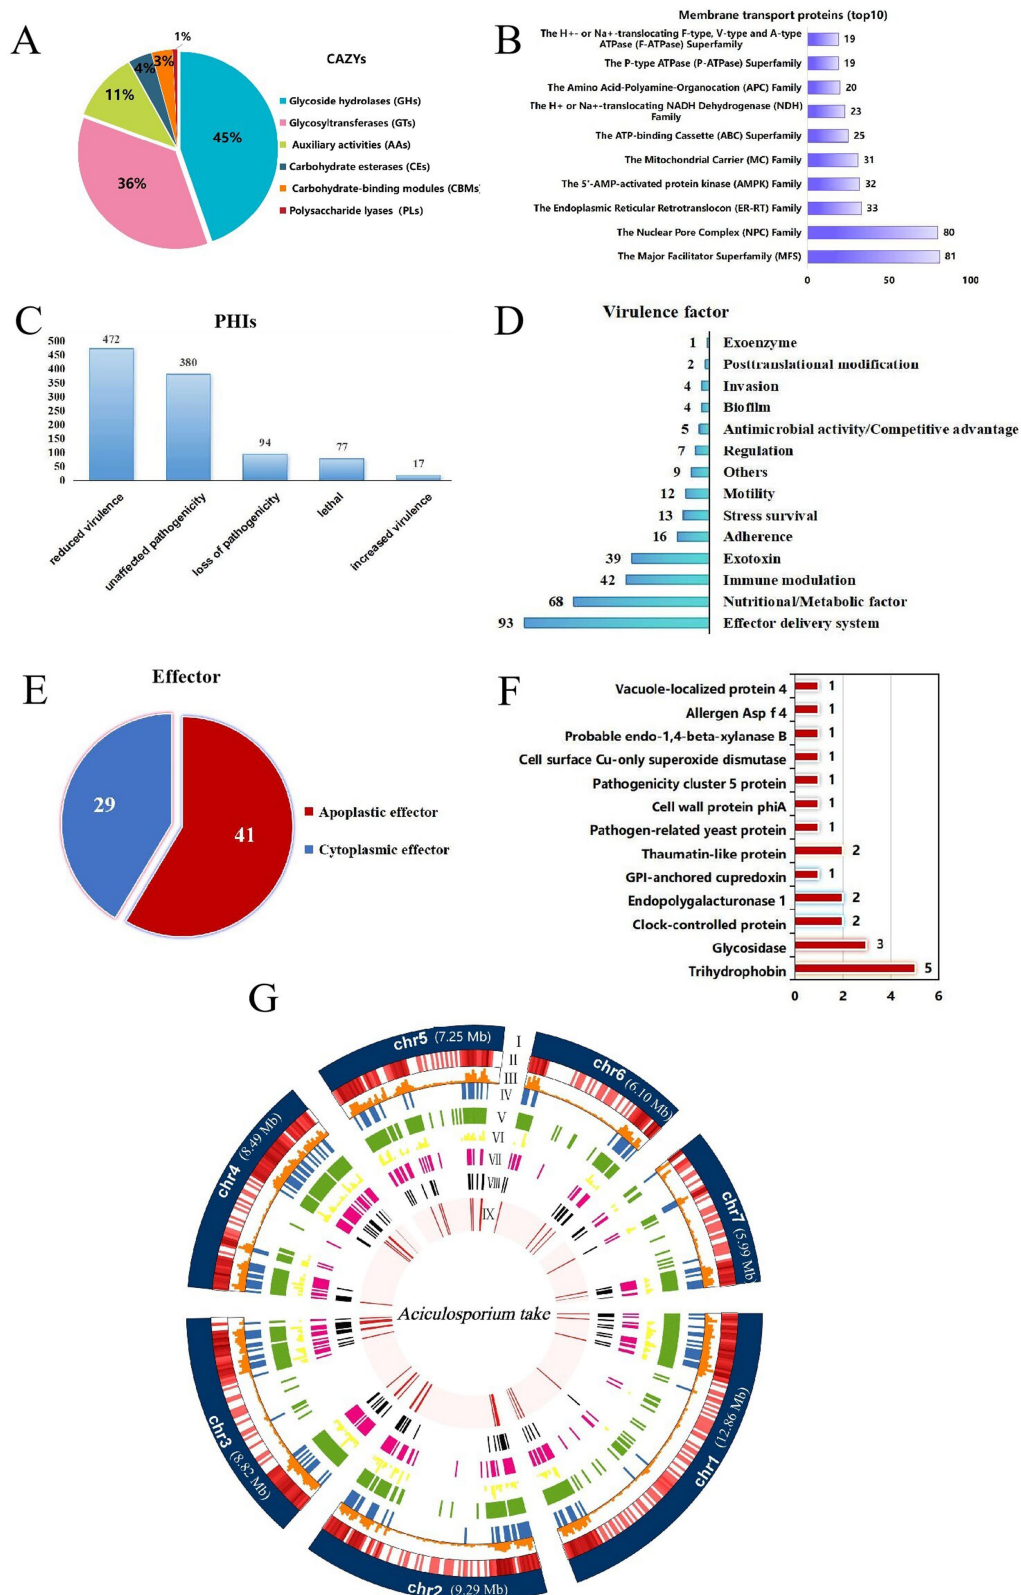 A
1%
CAZYs
3%
4%
11%
45%
36%
Glycoside hydrolases (GHs)
Glycosyltransferases (GTs)
Auxiliary activities (AAs)
Carbohydrate esterases (CEs)
Carbohydrate-binding modules (CBMs)
Polysaccharide lyases (PLs)
B
Membrane transport proteins (top10)
The H+- or Na+-translocating F-type, V-type and A-type
ATPase (F-ATPase) Superfamily
19
The P-type ATPase (P-ATPase) Superfamily
19
The Amino Acid-Polyamine-Organocation (APC) Family
20
The H+ or Na+-translocating NADH Dehydrogenase (NDH)
Family
23
The ATP-binding Cassette (ABC) Superfamily
25
The Mitochondrial Carrier (MC) Family
31
The 5'-AMP-activated protein kinase (AMPK) Family
32
The Endoplasmic Reticular Retrotranslocon (ER-RT) Family
33
The Nuclear Pore Complex (NPC) Family
80
The Major Facilitator Superfamily (MFS)
81
0 50 100
C
PHIs
500
450
400
350
300
250
200
150
100
50
0
472
380
94
77
17
reduced virulence
unaffected pathogenicity
loss of pathogenicity
lethal
increased virulence
D
Virulence factor
1 Exoenzyme
2 Posttranslational modification
4 Invasion
4 Biofilm
5 Antimicrobial activity/Competitive advantage
7 Regulation
9 Others
12 Motility
13 Stress survival
16 Adherence
39 Exotoxin
42 Immune modulation
68 Nutritional/Metabolic factor
93 Effector delivery system
E
Effector
29
41
Apoplastic effector
Cytoplasmic effector
F
Vacuole-localized protein 4 1
Allergen Asp f 4 1
Probable endo-1,4-beta-xylanase B 1
Cell surface Cu-only superoxide dismutase 1
Pathogenicity cluster 5 protein 1
Cell wall protein phiA 1
Pathogen-related yeast protein 1
Thaumatin-like protein 2
GPI-anchored cupredoxin 1
Endopolygalacturonase 1 2
Clock-controlled protein 2
Glycosidase 3
Trihydrophobin 5
0 2 4 6
G
chr5 (7.25 Mb)
I
II
III
IV
V
VI
VII
VIII
IX
chr6 (6.10 Mb)
chr4 (8.49 Mb)
chr7 (5.99 Mb)
Aciculosporium take
chr3 (8.82 Mb)
chr1 (12.86 Mb)
chr2 (9.29 Mb)